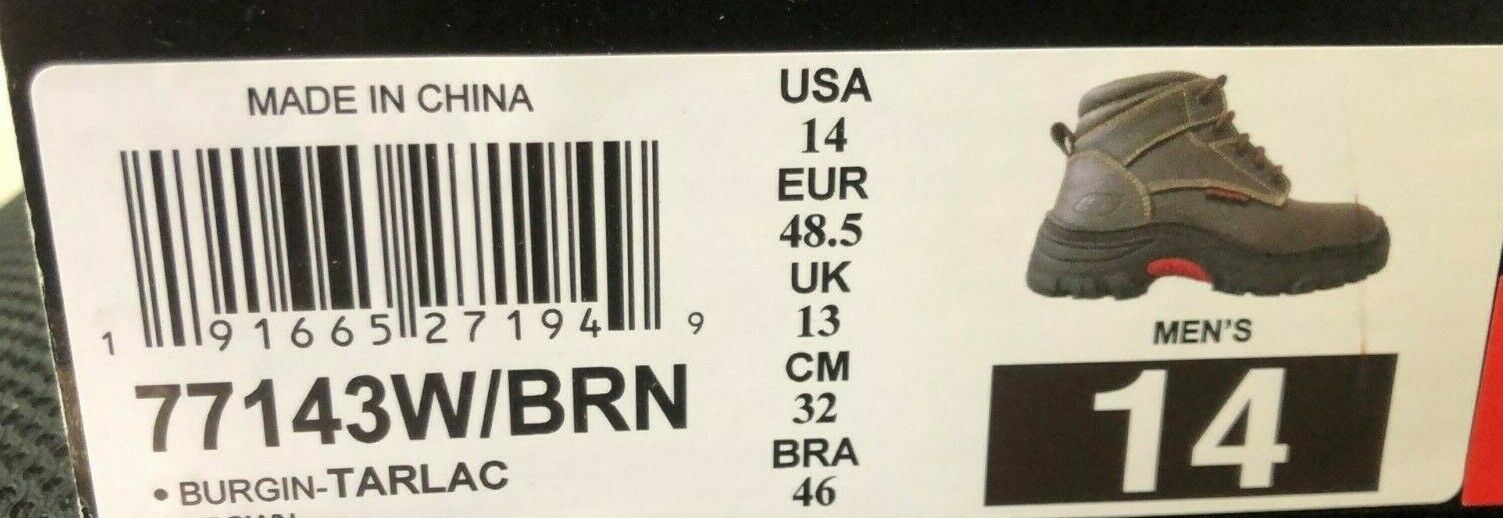 MADE IN CHINA
1 91665 27194 9
77143W/BRN
• BURGIN-TARLAC
USA
14
EUR
48.5
UK
13
CM
32
BRA
46
MEN'S
14